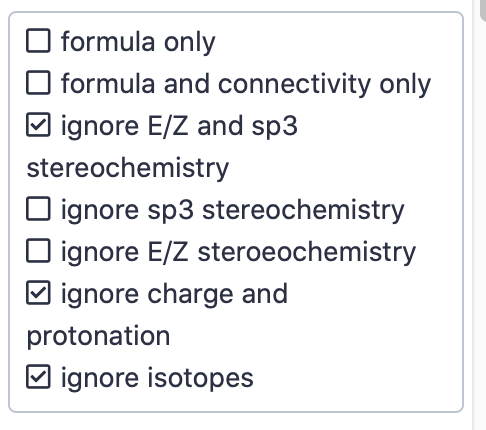 formula only
formula and connectivity only
ignore E/Z and sp3
stereochemistry
ignore sp3 stereochemistry
ignore E/Z steroeochemistry
ignore charge and
protonation
ignore isotopes